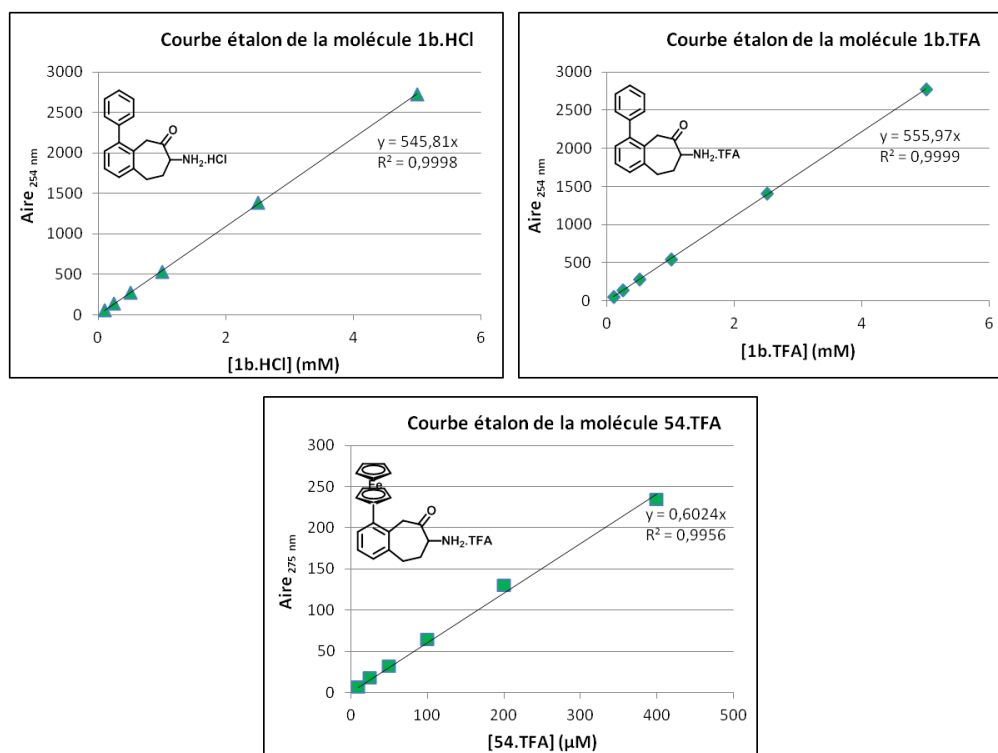 Courbe étalon de la molécule 1b.HCl
3000
2500
2000
1500
1000
500
0
Aire 254 nm
O
NH2.HCl
y = 545,81x
R² = 0,9998
0
2
4
6
[1b.HCl] (mM)
Courbe étalon de la molécule 1b.TFA
3000
2500
2000
1500
1000
500
0
Aire 254 nm
O
NH2.TFA
y = 555,97x
R² = 0,9999
0
2
4
6
[1b.TFA] (mM)
Courbe étalon de la molécule 54.TFA
300
250
200
150
100
50
0
Aire 275 nm
Fe
O
NH2.TFA
y = 0,6024x
R² = 0,9956
0
100
200
300
400
500
[54.TFA] (µM)